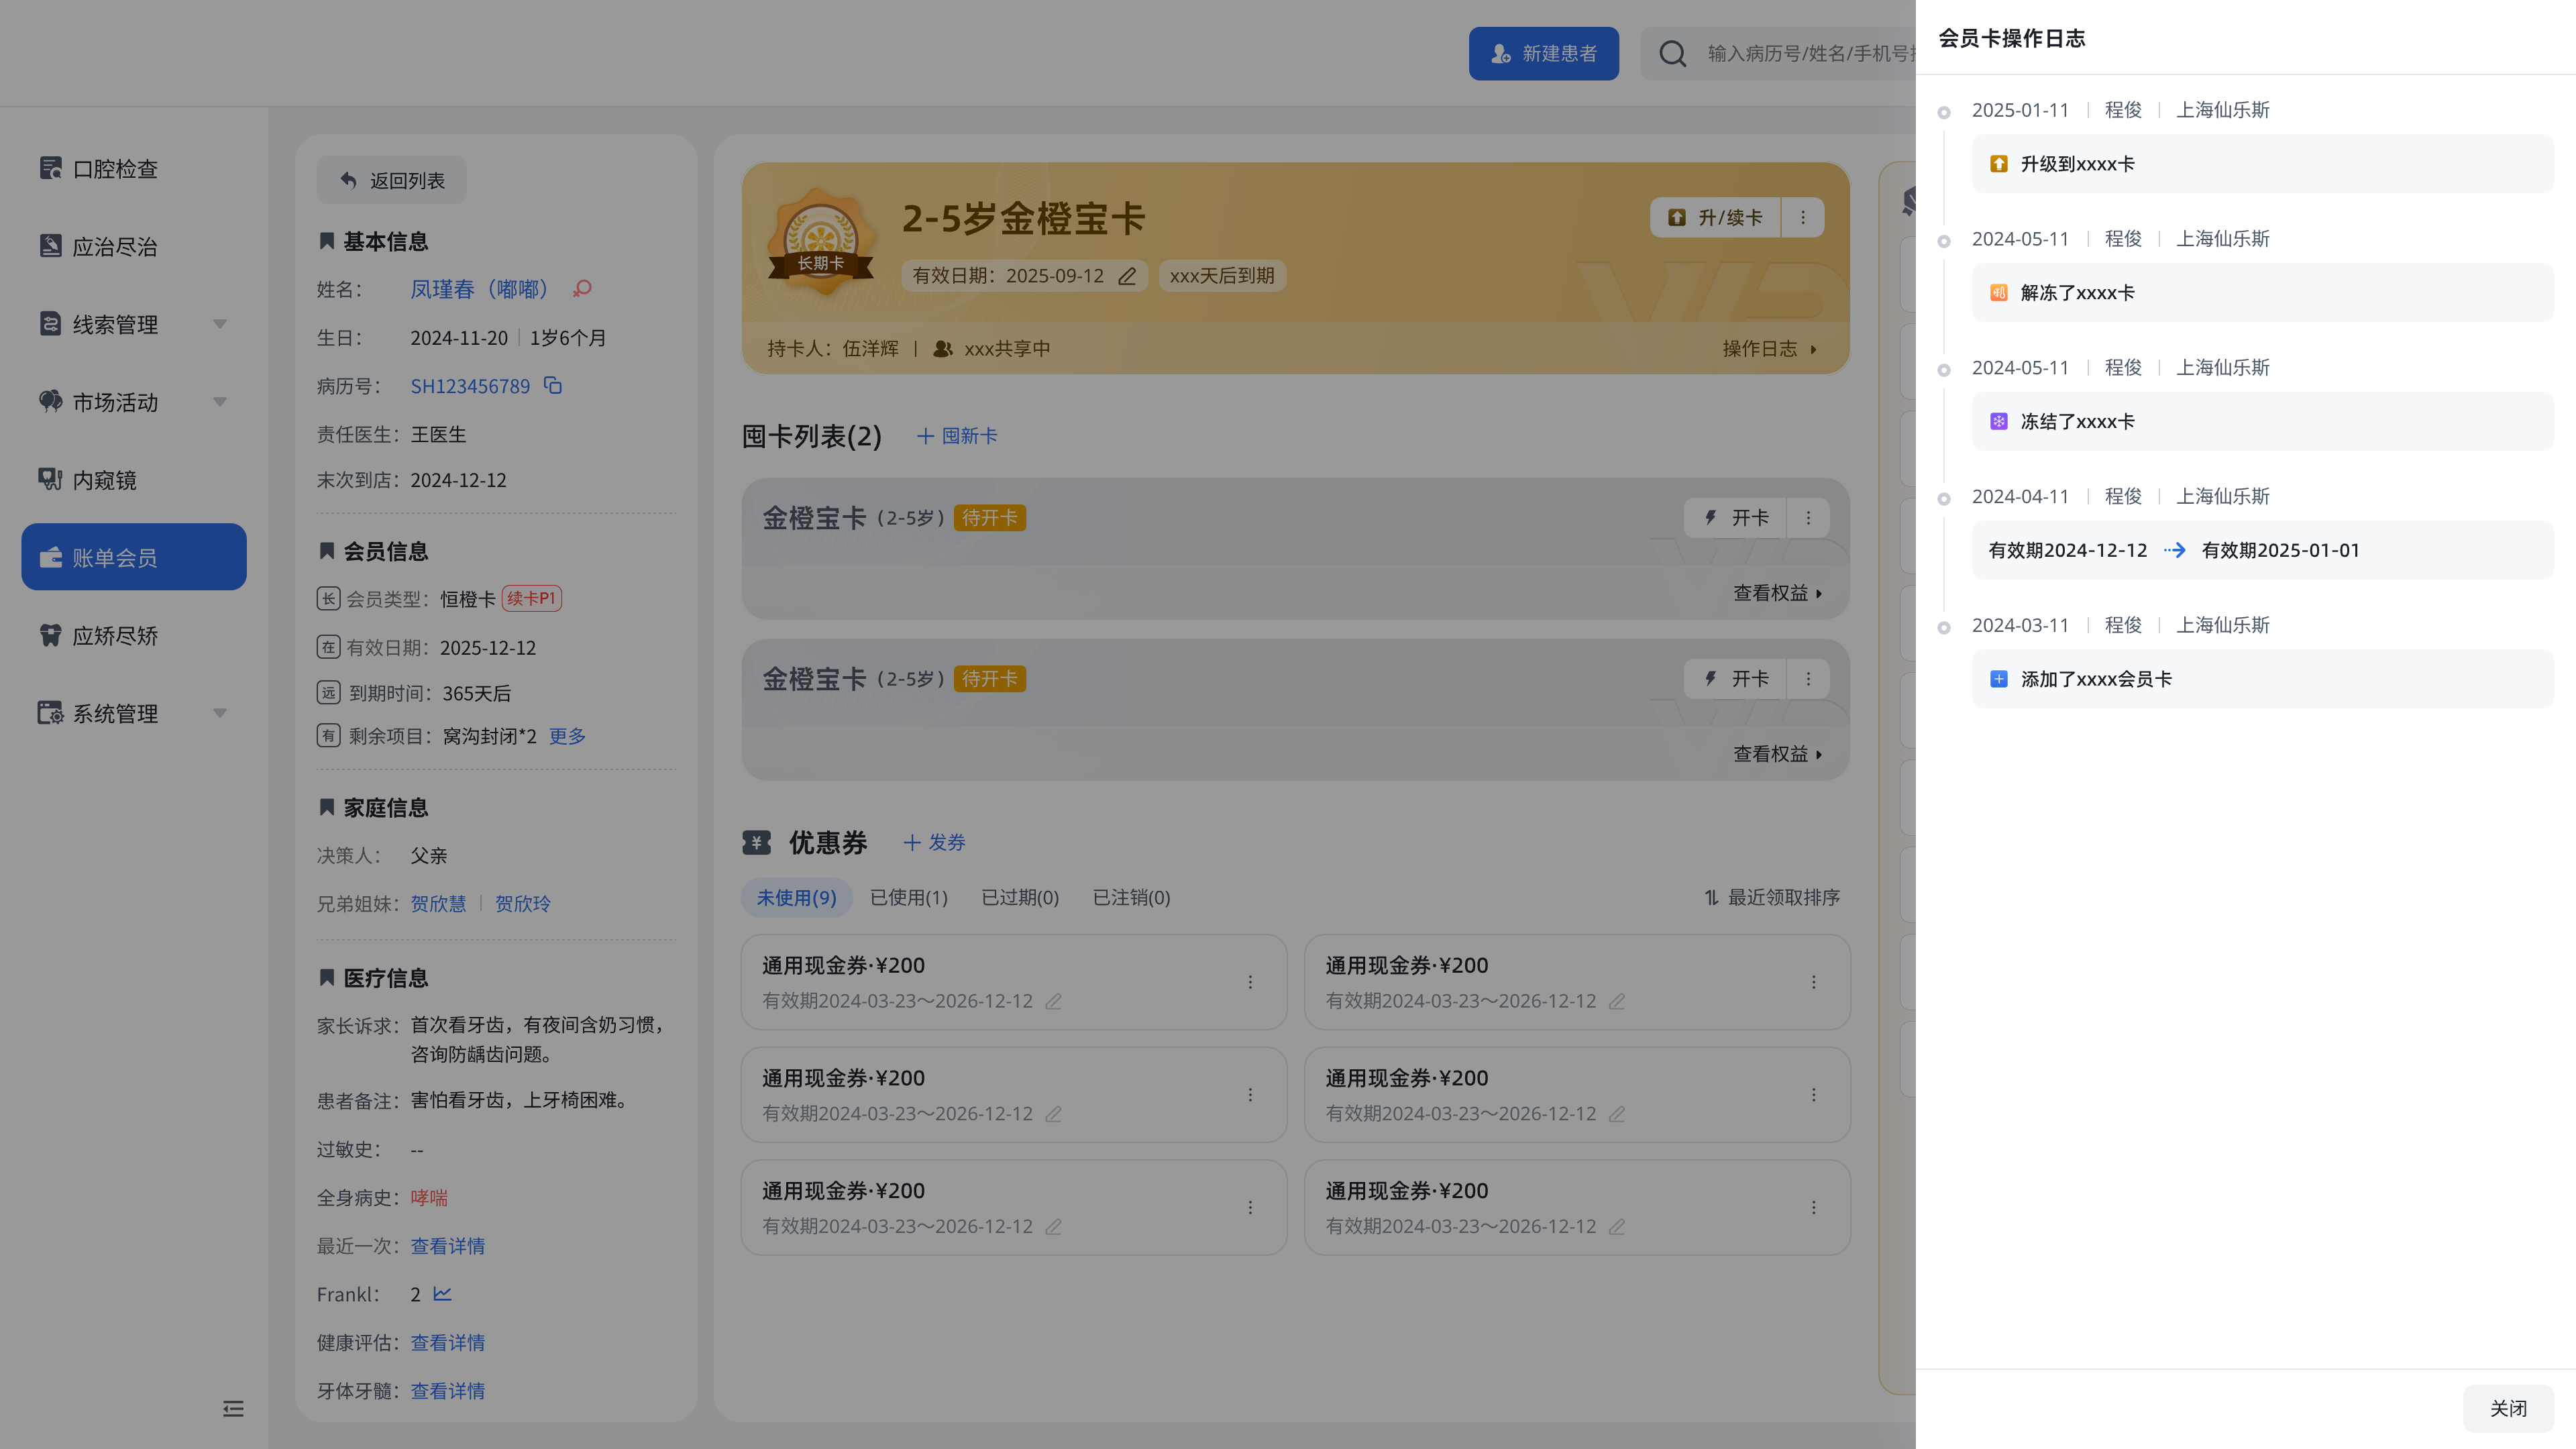 新建患者
输入病历号/姓名/手机号
口腔检查
应治尽治
线索管理
市场活动
内窥镜
账单会员
应矫尽矫
系统管理
返回列表
基本信息
姓名： 凤瑾春（嘟嘟）
生日： 2024-11-20 1岁6个月
病历号： SH123456789
责任医生： 王医生
末次到店： 2024-12-12
会员信息
长 会员类型： 恒橙卡 续卡P1
在 有效日期： 2025-12-12
远 到期时间： 365天后
有 剩余项目： 窝沟封闭*2 更多
家庭信息
决策人： 父亲
兄弟姐妹： 贺欣慧 贺欣玲
医疗信息
家长诉求： 首次看牙齿，有夜间含奶习惯，
咨询防龋齿问题。
患者备注： 害怕看牙齿，上牙椅困难。
过敏史： --
全身病史： 哮喘
最近一次： 查看详情
Frankl： 2
健康评估： 查看详情
牙体牙髓： 查看详情
长期卡
2-5岁金橙宝卡
升/续卡
有效日期：2025-09-12 xxx天后到期
VIP
持卡人：伍洋辉 | xxx共享中
操作日志
囤卡列表(2) 囤新卡
金橙宝卡（2-5岁）待开卡
开卡
查看权益
金橙宝卡（2-5岁）待开卡
开卡
查看权益
优惠券 发券
未使用(9) 已使用(1) 已过期(0) 已注销(0)
最近领取排序
通用现金券·¥200
有效期2024-03-23～2026-12-12
通用现金券·¥200
有效期2024-03-23～2026-12-12
通用现金券·¥200
有效期2024-03-23～2026-12-12
通用现金券·¥200
有效期2024-03-23～2026-12-12
通用现金券·¥200
有效期2024-03-23～2026-12-12
通用现金券·¥200
有效期2024-03-23～2026-12-12
会员卡操作日志
2025-01-11 | 程俊 | 上海仙乐斯
升级到xxxx卡
2024-05-11 | 程俊 | 上海仙乐斯
解冻了xxxx卡
2024-05-11 | 程俊 | 上海仙乐斯
冻结了xxxx卡
2024-04-11 | 程俊 | 上海仙乐斯
有效期2024-12-12 有效期2025-01-01
2024-03-11 | 程俊 | 上海仙乐斯
添加了xxxx会员卡
关闭